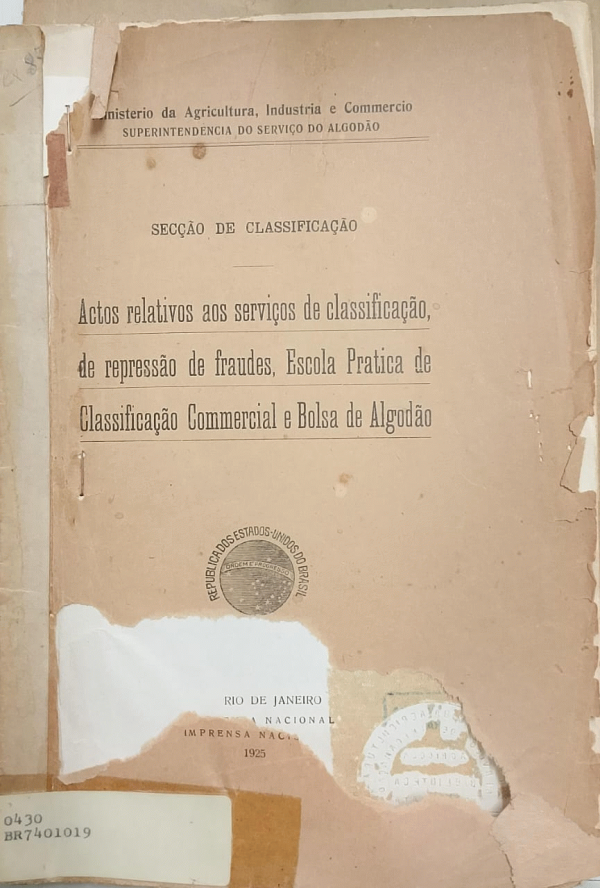 nisterio da Agricultura, Industria e Commercio
SUPERINTENDENCIA DO SERVIÇO DO ALGODÃO
SECÇÃO DE CLASSIFICAÇÃO
Actos relativos aos serviços de classificação,
de repressão de fraudes, Escola Pratica de
Classificação Commercial e Bolsa de Algodão
REPUBLICA DOS ESTADOS-UNIDOS DO BRASIL
ORDEM E PROGRESSO
RIO DE JANEIRO
A NACIONAL
IMPRENSA NAC
1925
0430
BR7401019